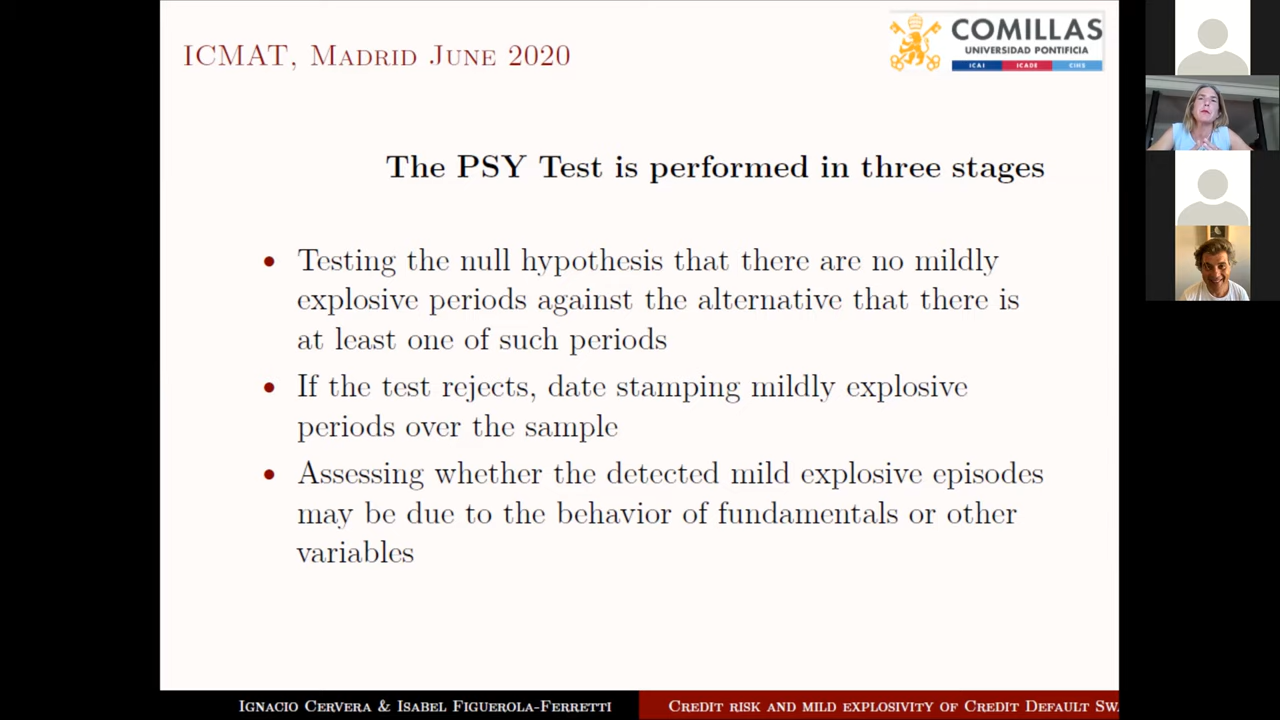 ICMAT, Madrid June 2020
COMILLAS
UNIVERSIDAD PONTIFICIA
ICAI ICADE CIHS
The PSY Test is performed in three stages
• Testing the null hypothesis that there are no mildly
explosive periods against the alternative that there is
at least one of such periods
• If the test rejects, date stamping mildly explosive
periods over the sample
• Assessing whether the detected mild explosive episodes
may be due to the behavior of fundamentals or other
variables
Ignacio Cervera & Isabel Figuerola-Ferretti
Credit risk and mild explosivity of Credit Default Swa